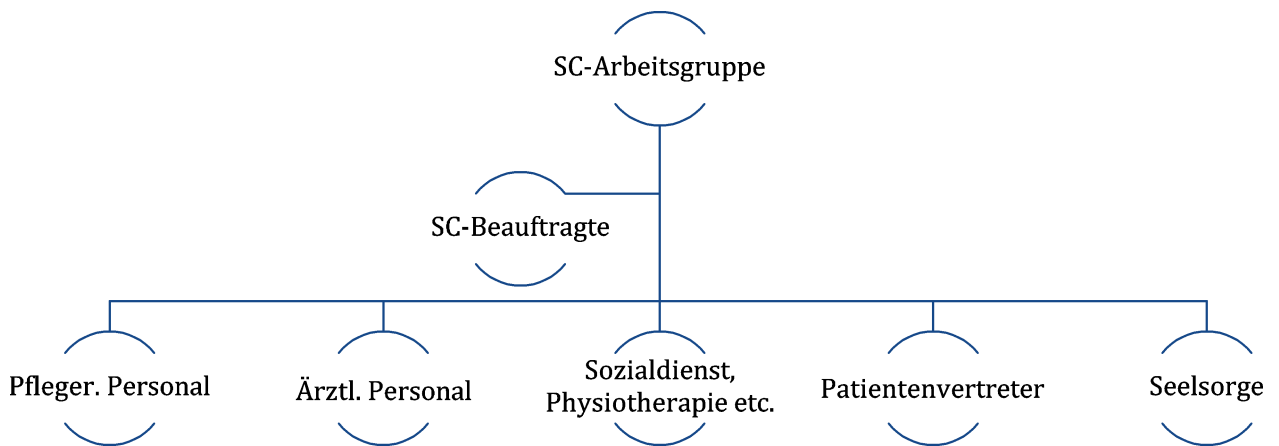 SC-Arbeitsgruppe
SC-Beauftragte
Pfleger. Personal
Ärztl. Personal
Sozialdienst,
Physiotherapie etc.
Patientenvertreter
Seelsorge